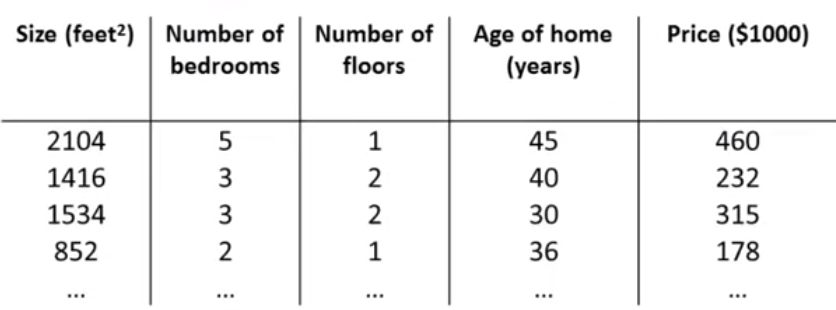 Size (feet²) Number of bedrooms Number of floors Age of home (years) Price ($1000)
2104 5 1 45 460
1416 3 2 40 232
1534 3 2 30 315
852 2 1 36 178
... ... ... ... ...